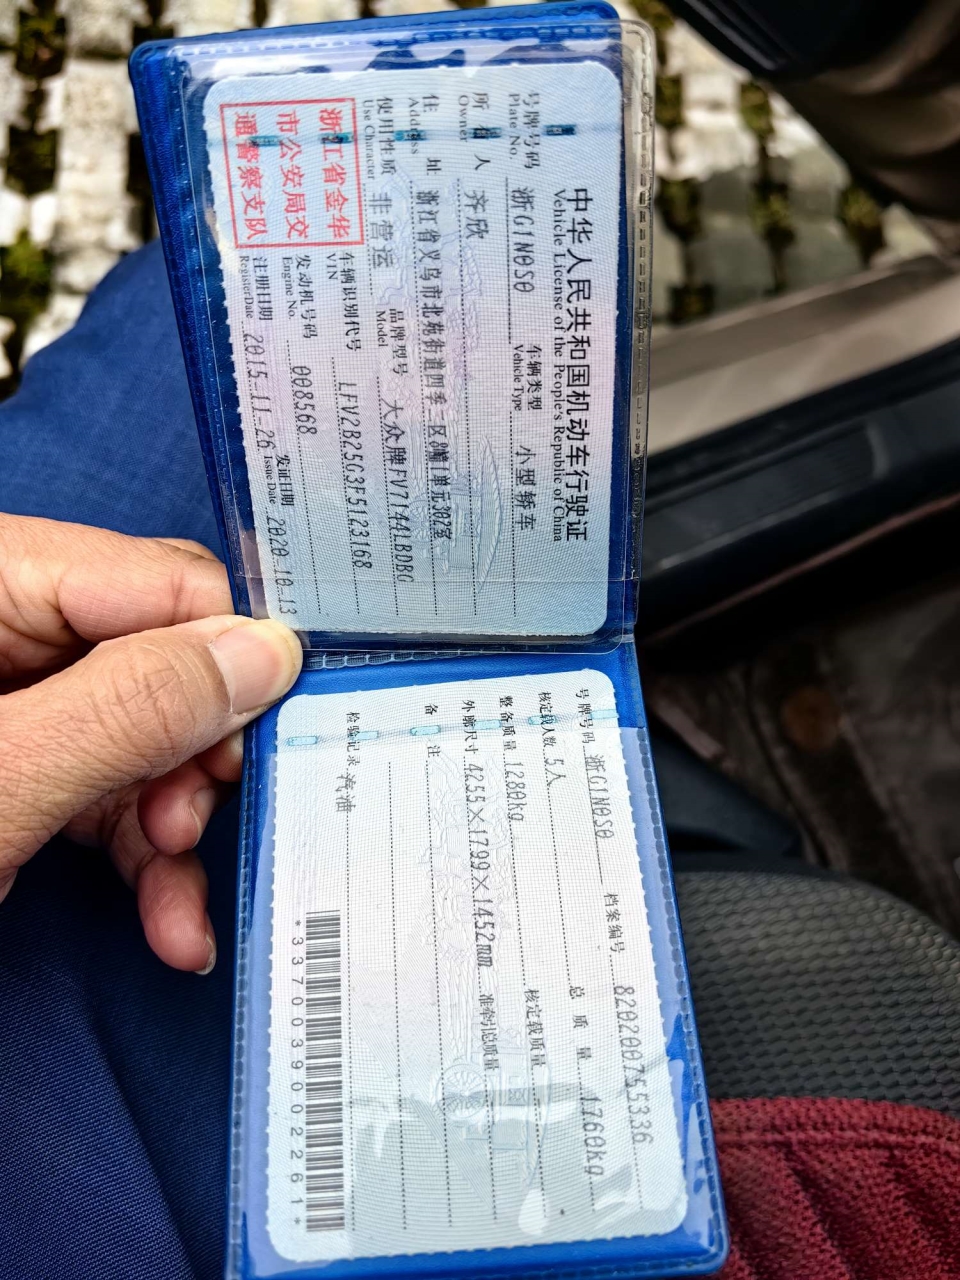 中华人民共和国机动车行驶证
Vehicle License of the People's Republic of China
号牌号码 浙G1N0S0 车辆类型 小型轿车
Plate No. Vehicle Type
所有人 齐欣
Owner
住址 浙江省义乌市北苑街道四季三区8幢1单元302室
Address
使用性质 非营运 品牌型号 大众牌FV7144LBDBG
Use Character Model
浙江省金华
市公安局交
通警察支队
车辆识别代号 LFV2B25G3F5123168
VIN
发动机号码 008568
Engine No.
注册日期 2015-11-26 发证日期 2020-10-13
Register Date Issue Date
号牌号码 浙G1N0S0 档案编号 820200755336
核定载人数 5人 总质量 1760kg
整备质量 1280kg 核定载质量
外廓尺寸 4255×1799×1452mm 准牵引总质量
备注
检验记录 汽油
*3370039002261*